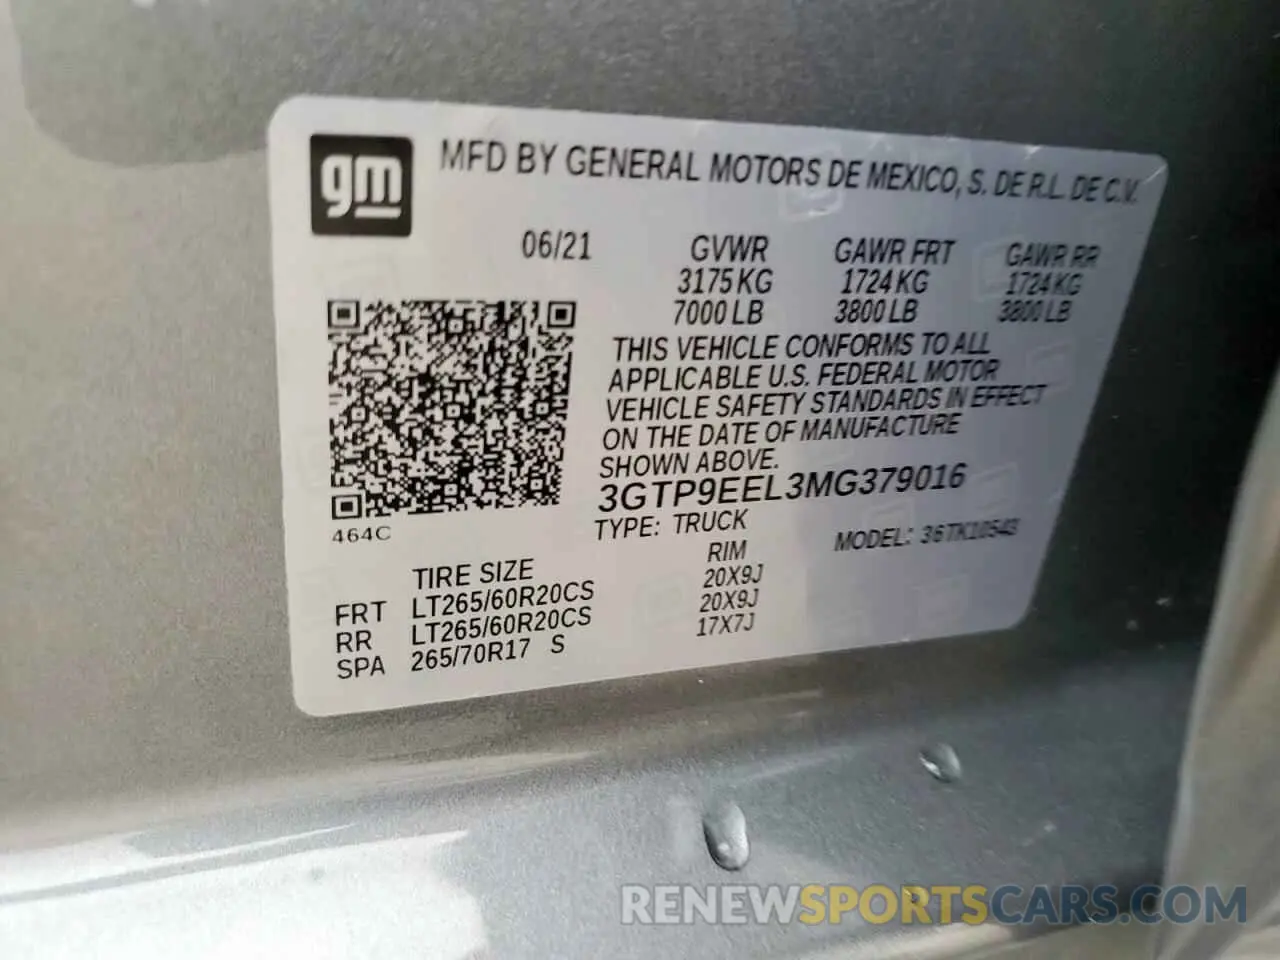 gm
MFD BY GENERAL MOTORS DE MEXICO, S. DE R.L. DE C.V.
06/21 GVWR GAWR FRT GAWR RR
3175 KG 1724 KG 1724 KG
7000 LB 3800 LB 3800 LB
THIS VEHICLE CONFORMS TO ALL
APPLICABLE U.S. FEDERAL MOTOR
VEHICLE SAFETY STANDARDS IN EFFECT
ON THE DATE OF MANUFACTURE
SHOWN ABOVE.
3GTP9EEL3MG379016
464C
TYPE: TRUCK MODEL: 36TK10543
TIRE SIZE RIM
FRT LT265/60R20CS 20X9J
RR LT265/60R20CS 20X9J
SPA 265/70R17 S 17X7J
RENEWSPORTSCARS.COM